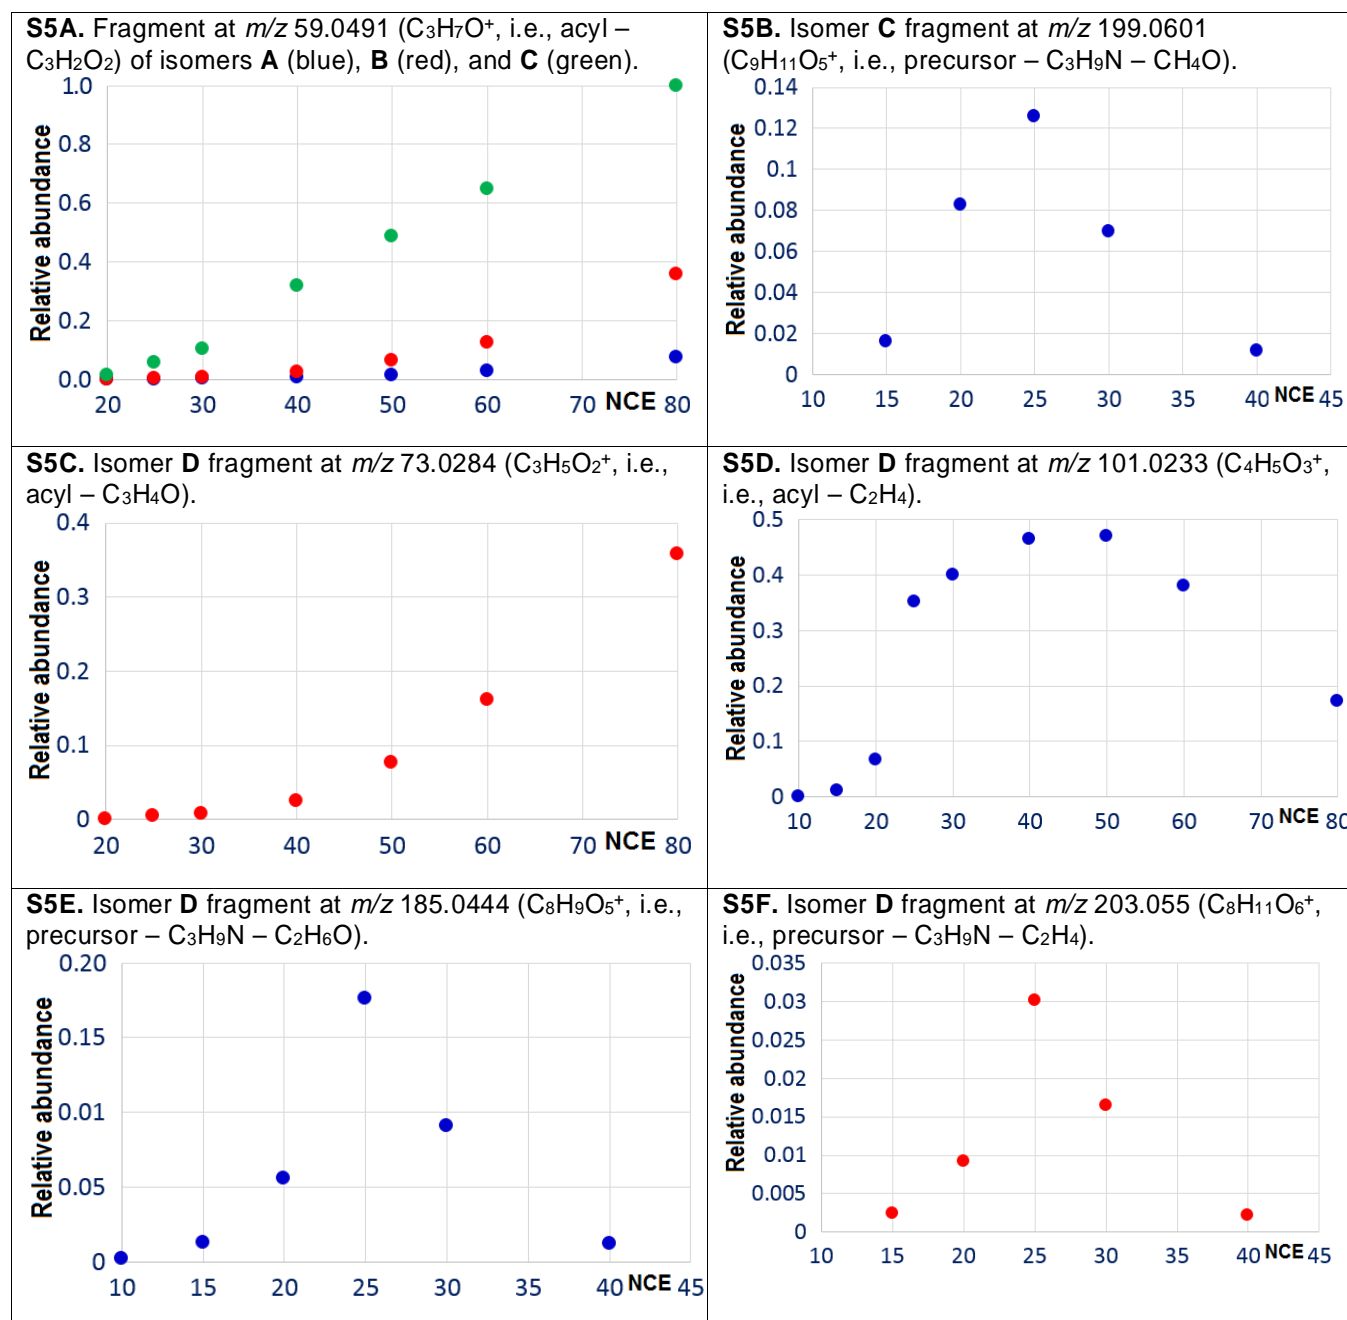 S5A. Fragment at m/z 59.0491 (C3H7O+, i.e., acyl –
C3H2O2) of isomers A (blue), B (red), and C (green).
Relative abundance
1.0
0.8
0.6
0.4
0.2
0.0
20 30 40 50 60 70 NCE 80
S5B. Isomer C fragment at m/z 199.0601
(C9H11O5+, i.e., precursor – C3H9N – CH4O).
Relative abundance
0.14
0.12
0.1
0.08
0.06
0.04
0.02
0
10 15 20 25 30 35 40 NCE 45
S5C. Isomer D fragment at m/z 73.0284 (C3H5O2+, i.e.,
acyl – C3H4O).
Relative abundance
0.4
0.3
0.2
0.1
0
20 30 40 50 60 70 NCE 80
S5D. Isomer D fragment at m/z 101.0233 (C4H5O3+,
i.e., acyl – C2H4).
Relative abundance
0.5
0.4
0.3
0.2
0.1
0
10 20 30 40 50 60 70 NCE 80
S5E. Isomer D fragment at m/z 185.0444 (C8H9O5+, i.e.,
precursor – C3H9N – C2H6O).
Relative abundance
0.20
0.15
0.01
0.05
0
10 15 20 25 30 35 40 NCE 45
S5F. Isomer D fragment at m/z 203.055 (C8H11O6+,
i.e., precursor – C3H9N – C2H4).
Relative abundance
0.035
0.03
0.025
0.02
0.015
0.01
0.005
0
10 15 20 25 30 35 40 NCE 45